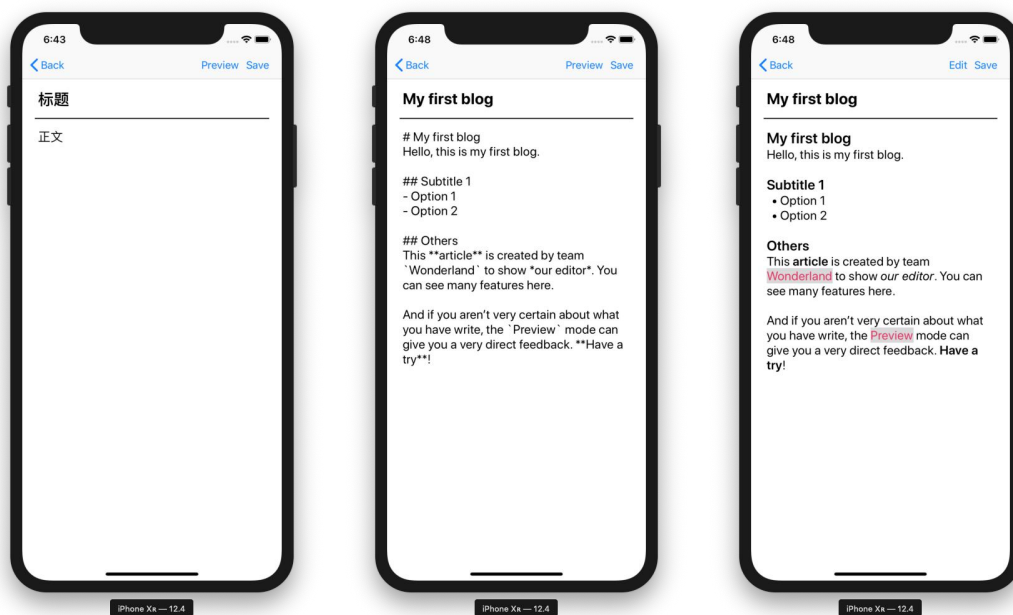 6:43
Back
Preview Save
标题
正文
iPhone Xʀ — 12.4
6:48
Back
Preview Save
My first blog
# My first blog
Hello, this is my first blog.
## Subtitle 1
- Option 1
- Option 2
## Others
This **article** is created by team
`Wonderland` to show *our editor*. You
can see many features here.
And if you aren’t very certain about what
you have write, the `Preview` mode can
give you a very direct feedback. **Have a
try**!
iPhone Xʀ — 12.4
6:48
Back
Edit Save
My first blog
My first blog
Hello, this is my first blog.
Subtitle 1
• Option 1
• Option 2
Others
This article is created by team
Wonderland to show our editor. You can
see many features here.
And if you aren’t very certain about what
you have write, the Preview mode can
give you a very direct feedback. Have a
try!
iPhone Xʀ — 12.4